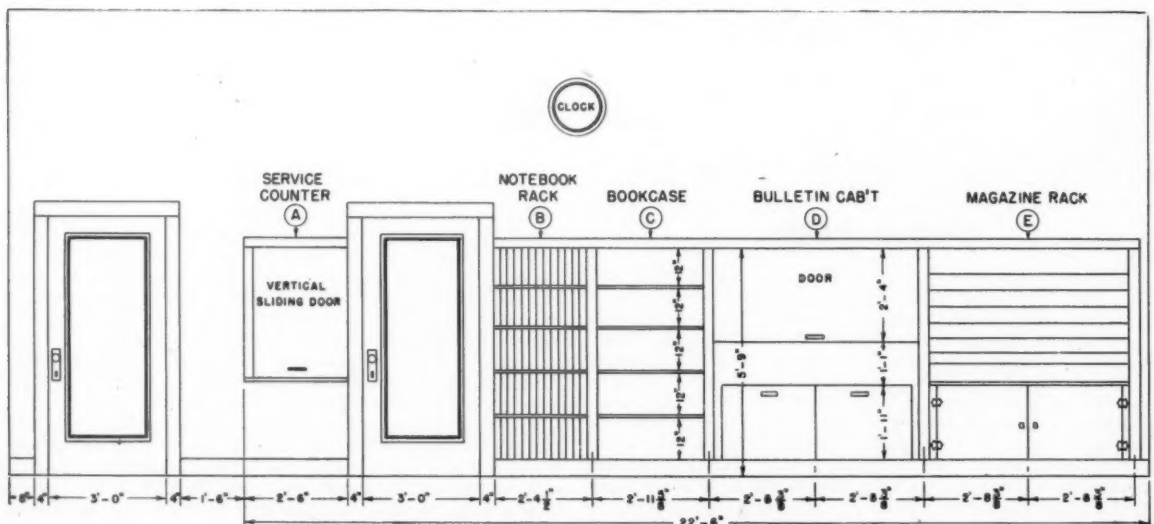 CLOCK
SERVICE
COUNTER
A
NOTEBOOK
RACK
B
BOOKCASE
C
BULLETIN CAB'T
D
MAGAZINE RACK
E
VERTICAL
SLIDING DOOR
DOOR
12"
12"
12"
12"
12"
5'-9"
2'-4"
1'-1"
1'-11"
4"
3'-0"
4"
1'-6"
2'-6"
4"
3'-0"
4"
2'-4 1/2"
22'-6"